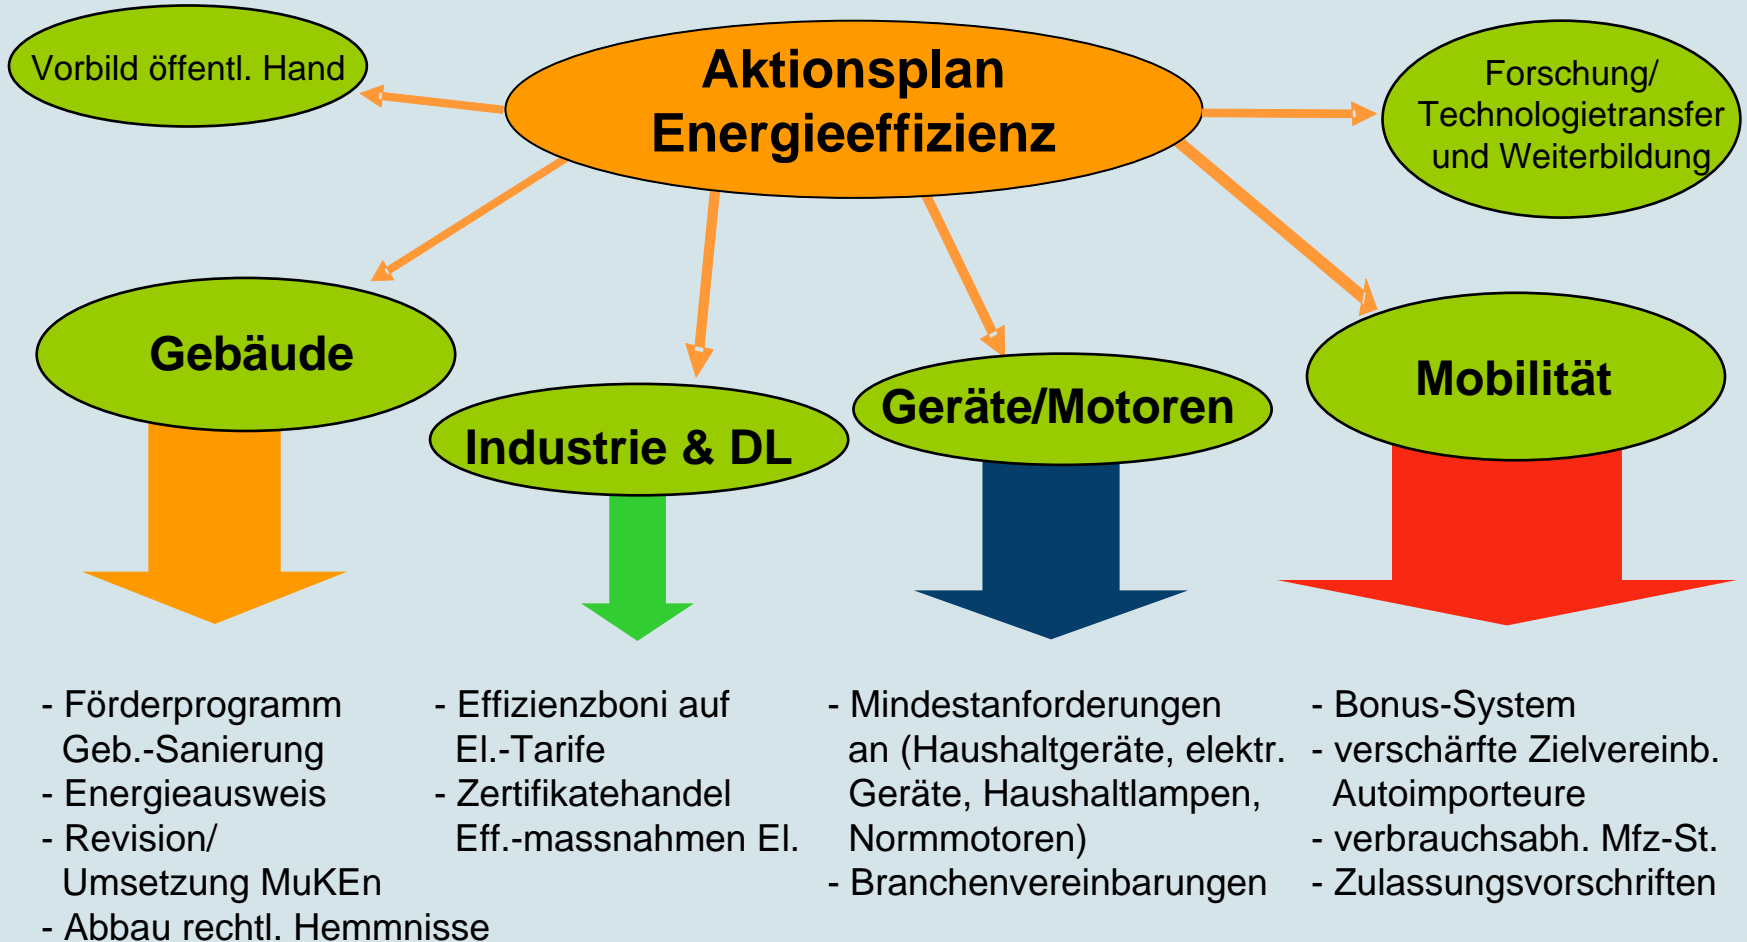 Vorbild öffentl. Hand
Aktionsplan
Energieeffizienz
Forschung/
Technologietransfer
und Weiterbildung
Gebäude
Industrie & DL
Geräte/Motoren
Mobilität
- Förderprogramm
Geb.-Sanierung
- Energieausweis
- Revision/
Umsetzung MuKEn
- Abbau rechtl. Hemmnisse
- Effizienzboni auf
El.-Tarife
- Zertifikatehandel
Eff.-massnahmen El.
- Mindestanforderungen
an (Haushaltgeräte, elektr.
Geräte, Haushaltlampen,
Normmotoren)
- Branchenvereinbarungen
- Bonus-System
- verschärfte Zielvereinb.
Autoimporteure
- verbrauchsabh. Mfz-St.
- Zulassungsvorschriften